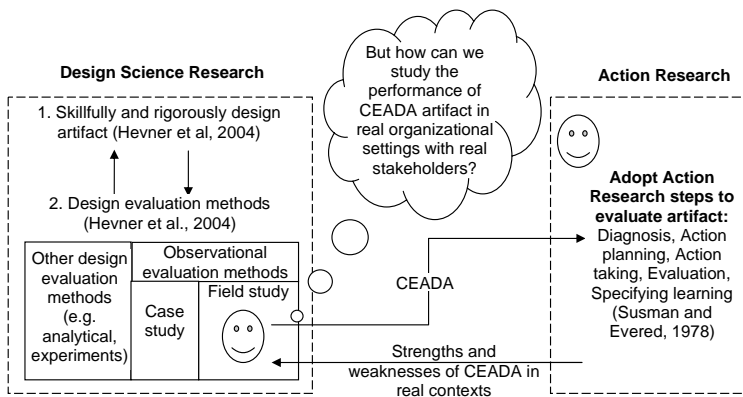 Design Science Research
1. Skillfully and rigorously design
artifact (Hevner et al, 2004)
2. Design evaluation methods
(Hevner et al., 2004)
Other design
evaluation
methods
(e.g.
analytical,
experiments)
Observational
evaluation methods
Case
study
Field study
But how can we
study the
performance of
CEADA artifact in
real organizational
settings with real
stakeholders?
CEADA
Strengths and
weaknesses of CEADA in
real contexts
Action Research
Adopt Action
Research steps to
evaluate artifact:
Diagnosis, Action
planning, Action
taking, Evaluation,
Specifying learning
(Susman and
Evered, 1978)